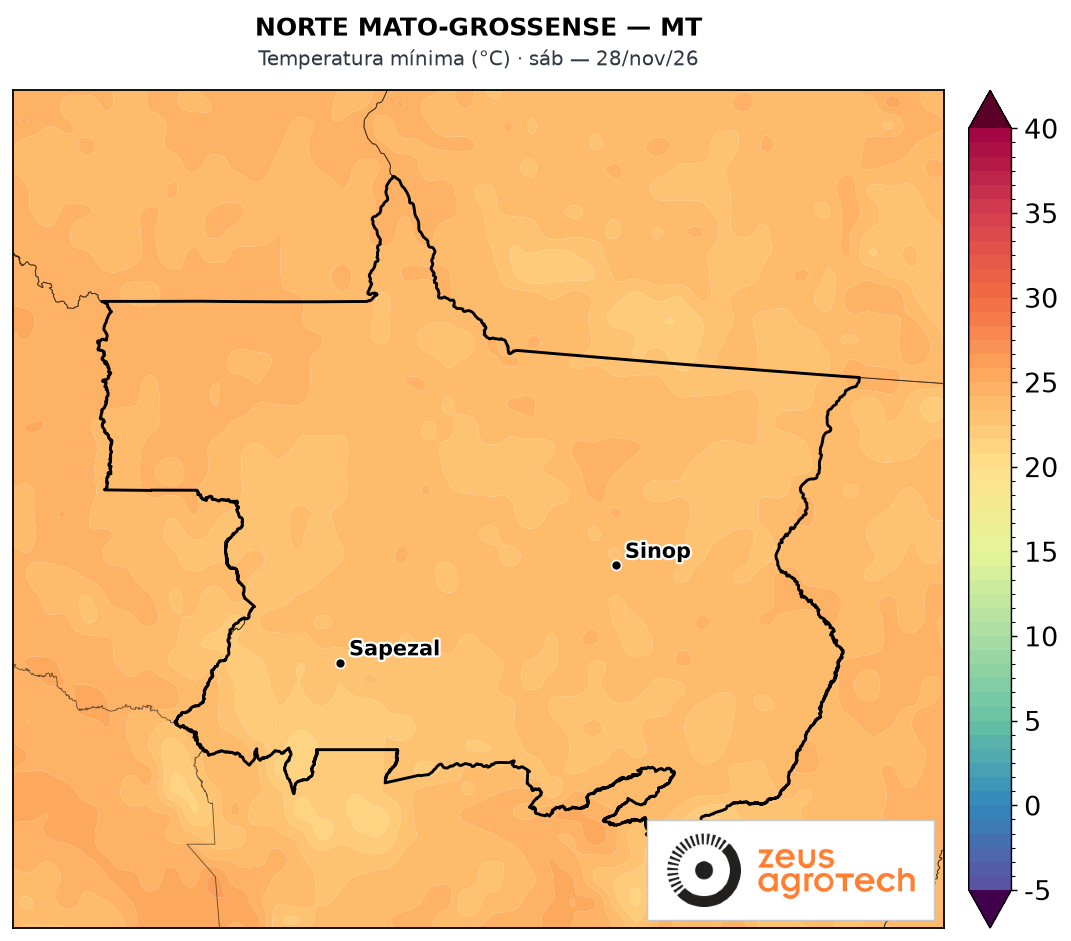 NORTE MATO-GROSSENSE — MT
Temperatura mínima (°C) · sáb — 28/nov/26
40
35
30
25
20
15
10
5
0
-5
Sinop
Sapezal
zeus
agrotech